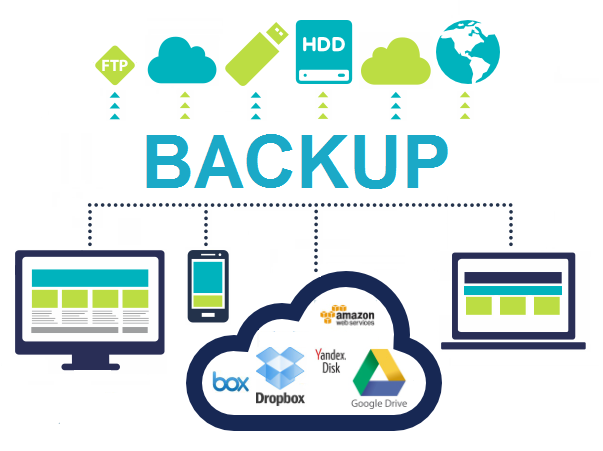 FTP
HDD
BACKUP
amazon
web services
Yandex.
Disk
box
Dropbox
Google Drive